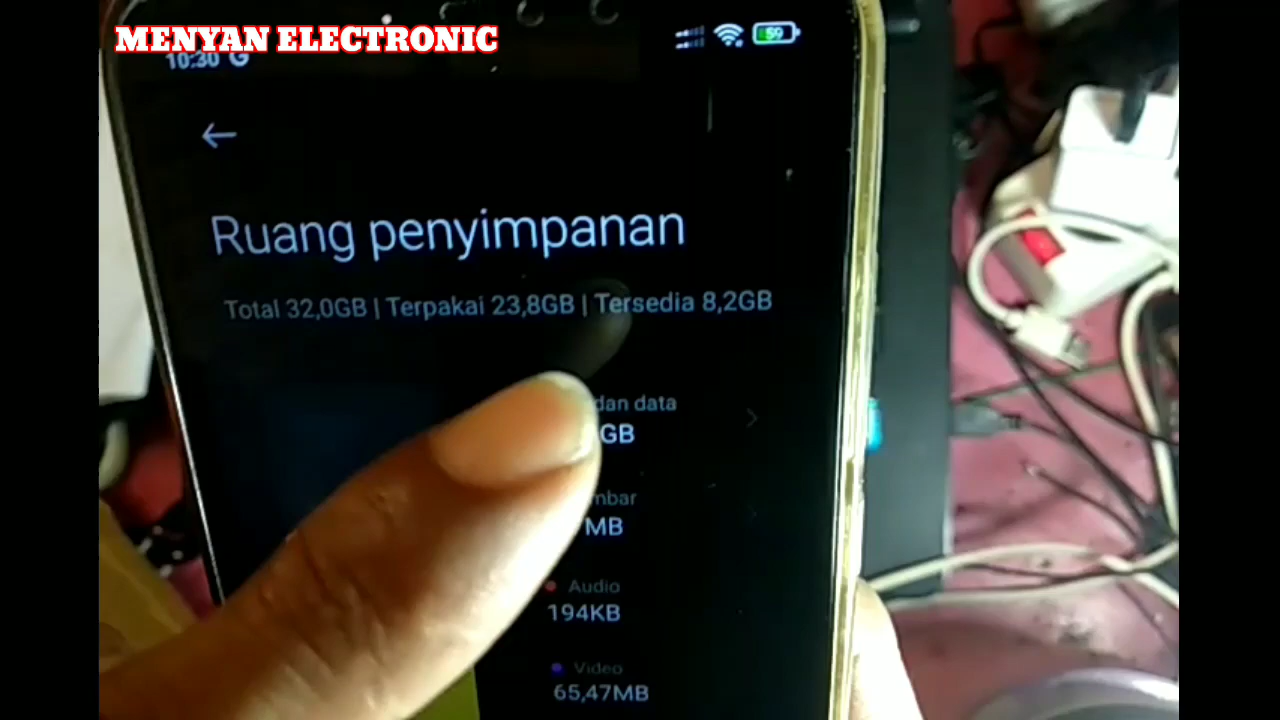 MENYAN ELECTRONIC
10:30 G
59
Ruang penyimpanan
Total 32,0GB | Terpakai 23,8GB | Tersedia 8,2GB
dan data
GB
MB
Audio
194KB
Video
65,47MB